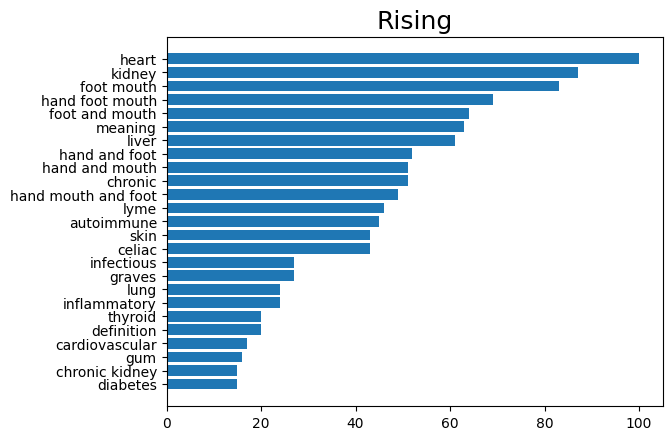 Rising
heart
kidney
foot mouth
hand foot mouth
foot and mouth
meaning
liver
hand and foot
hand and mouth
chronic
hand mouth and foot
lyme
autoimmune
skin
celiac
infectious
graves
lung
inflammatory
thyroid
definition
cardiovascular
gum
chronic kidney
diabetes
0 20 40 60 80 100